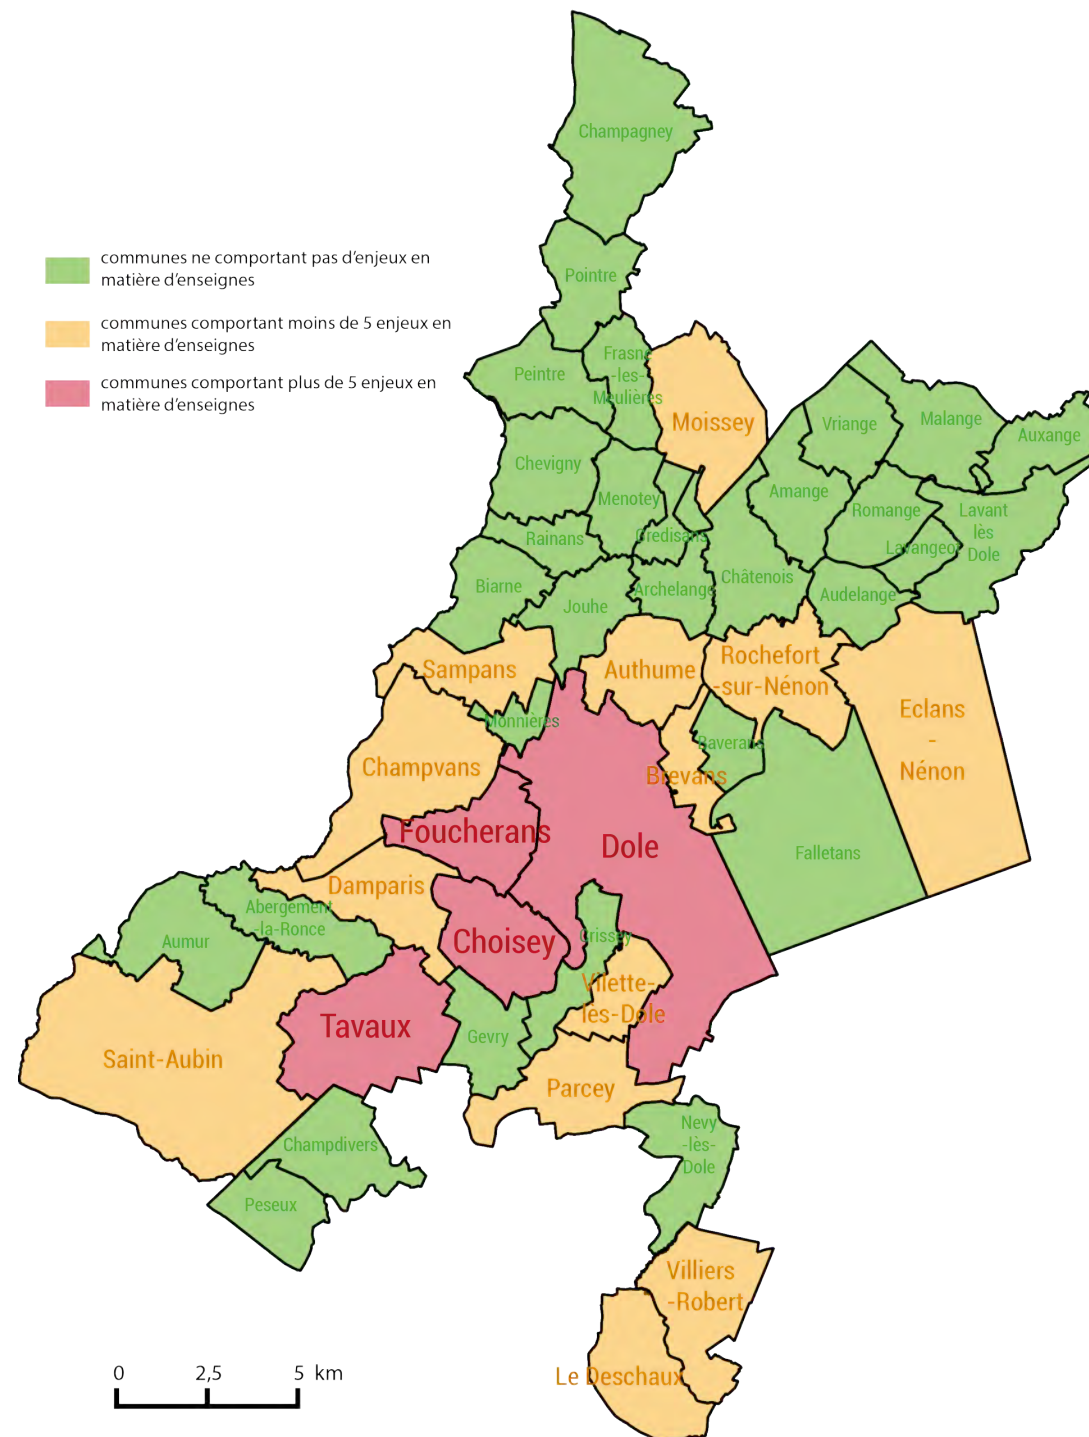 Champagney
communes ne comportant pas d’enjeux en
matière d’enseignes
Pointre
communes comportant moins de 5 enjeux en
matière d’enseignes
communes comportant plus de 5 enjeux en
matière d’enseignes
Frasne
-les-
Meulières
Peintre
Moissey
Vriange
Malange
Auxange
Chevigny
Menotey
Amange
Romange
Lavant
lès
Dole
Rainans
Gredisans
Lavangeot
Biarne
Jouhe
Archelange
Châtenois
Audelange
Sampans
Authume
Rochefort
-sur-Nénon
Eclans
-
Nénon
Monnières
Baverans
Champvans
Brevans
Foucherans
Dole
Falletans
Damparis
Abergement
-la-Ronce
Aumur
Choisey
Crissey
Vilette-
lès-Dole
Tavaux
Gevry
Saint-Aubin
Parcey
Champdivers
Nevy
-lès-
Dole
Peseux
Villiers
-Robert
Le Deschaux
0 2,5 5 km